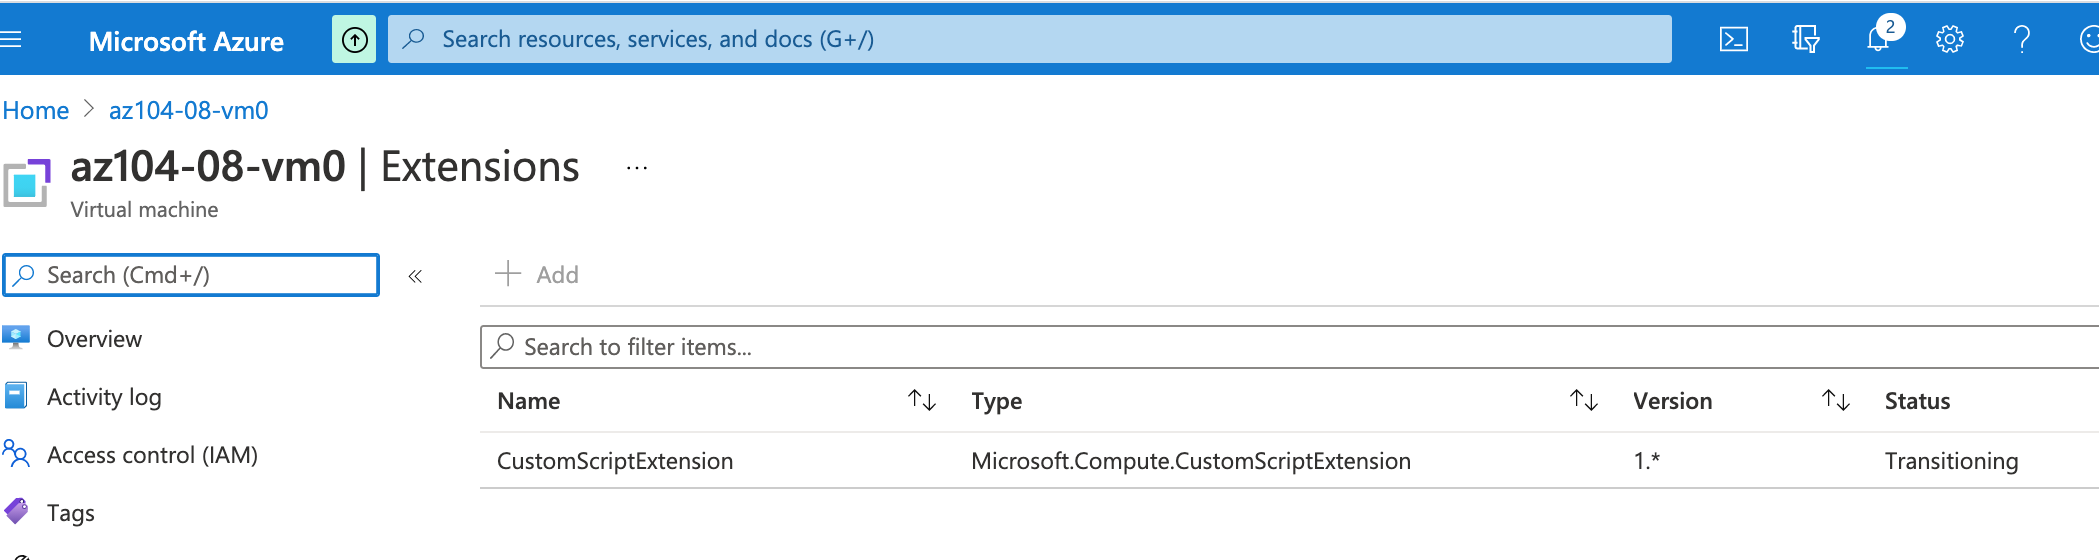 Microsoft Azure
Search resources, services, and docs (G+/)
2
Home > az104-08-vm0
az104-08-vm0 | Extensions ...
Virtual machine
Search (Cmd+/)
«
+ Add
Overview
Search to filter items...
Activity log
Name Type Version Status
Access control (IAM)
CustomScriptExtension Microsoft.Compute.CustomScriptExtension 1.* Transitioning
Tags